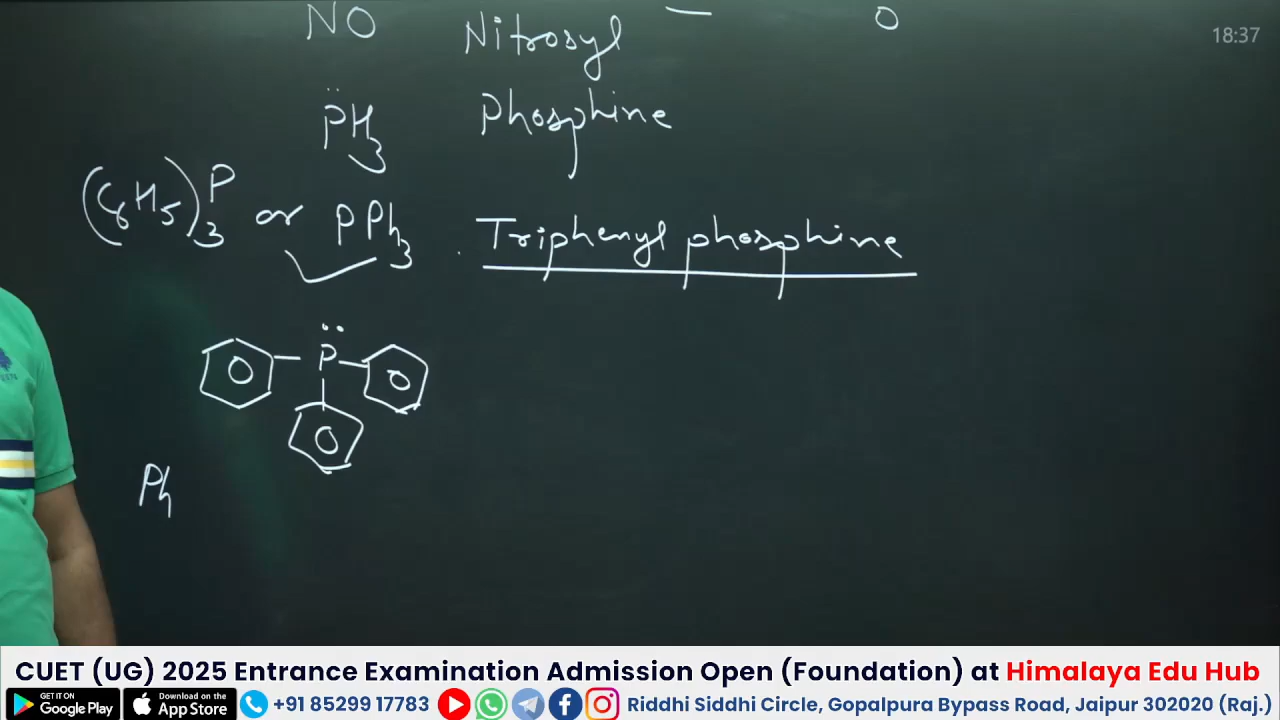 18:37
NO Nitrosyl — 0
PH3 Phosphine
(C6H5)3P or PPh3 Triphenyl phosphine
P
Ph
CUET (UG) 2025 Entrance Examination Admission Open (Foundation) at Himalaya Edu Hub
GET IT ON Google Play Download on the App Store +91 85299 17783 Riddhi Siddhi Circle, Gopalpura Bypass Road, Jaipur 302020 (Raj.)